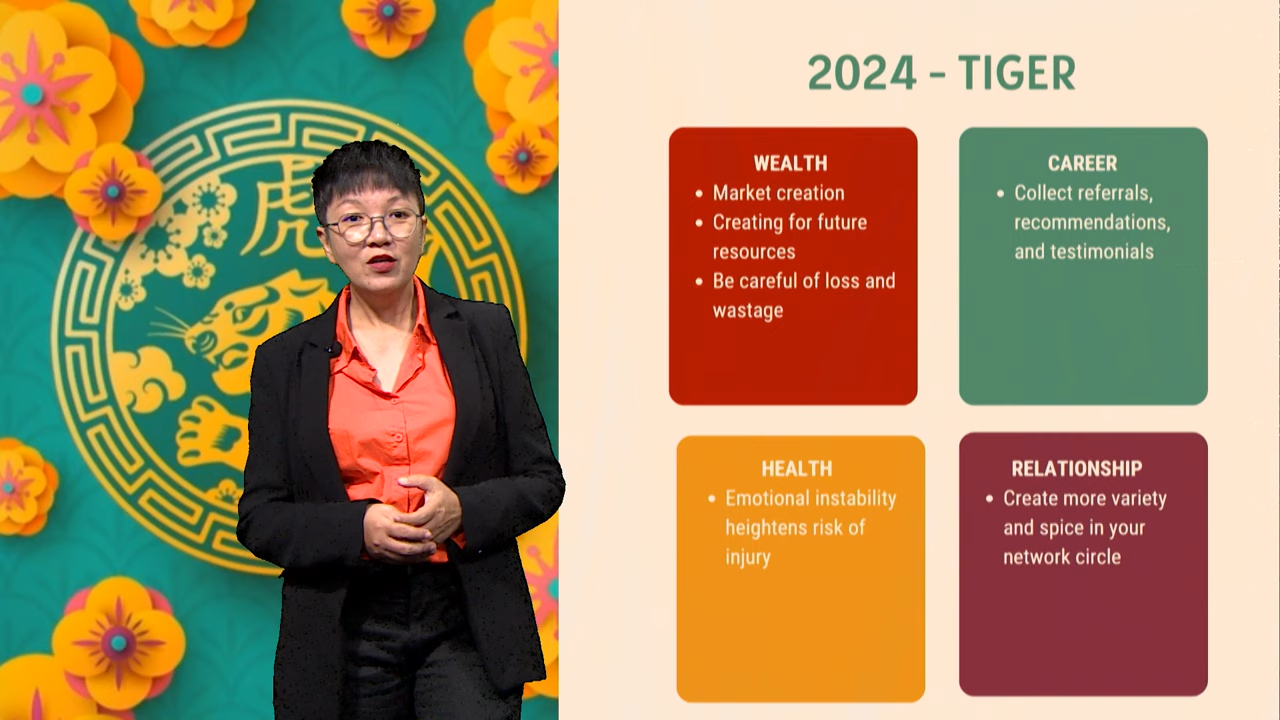 虎
2024 - TIGER
WEALTH
• Market creation
• Creating for future
resources
• Be careful of loss and
wastage
CAREER
• Collect referrals,
recommendations,
and testimonials
HEALTH
• Emotional instability
heightens risk of
injury
RELATIONSHIP
• Create more variety
and spice in your
network circle